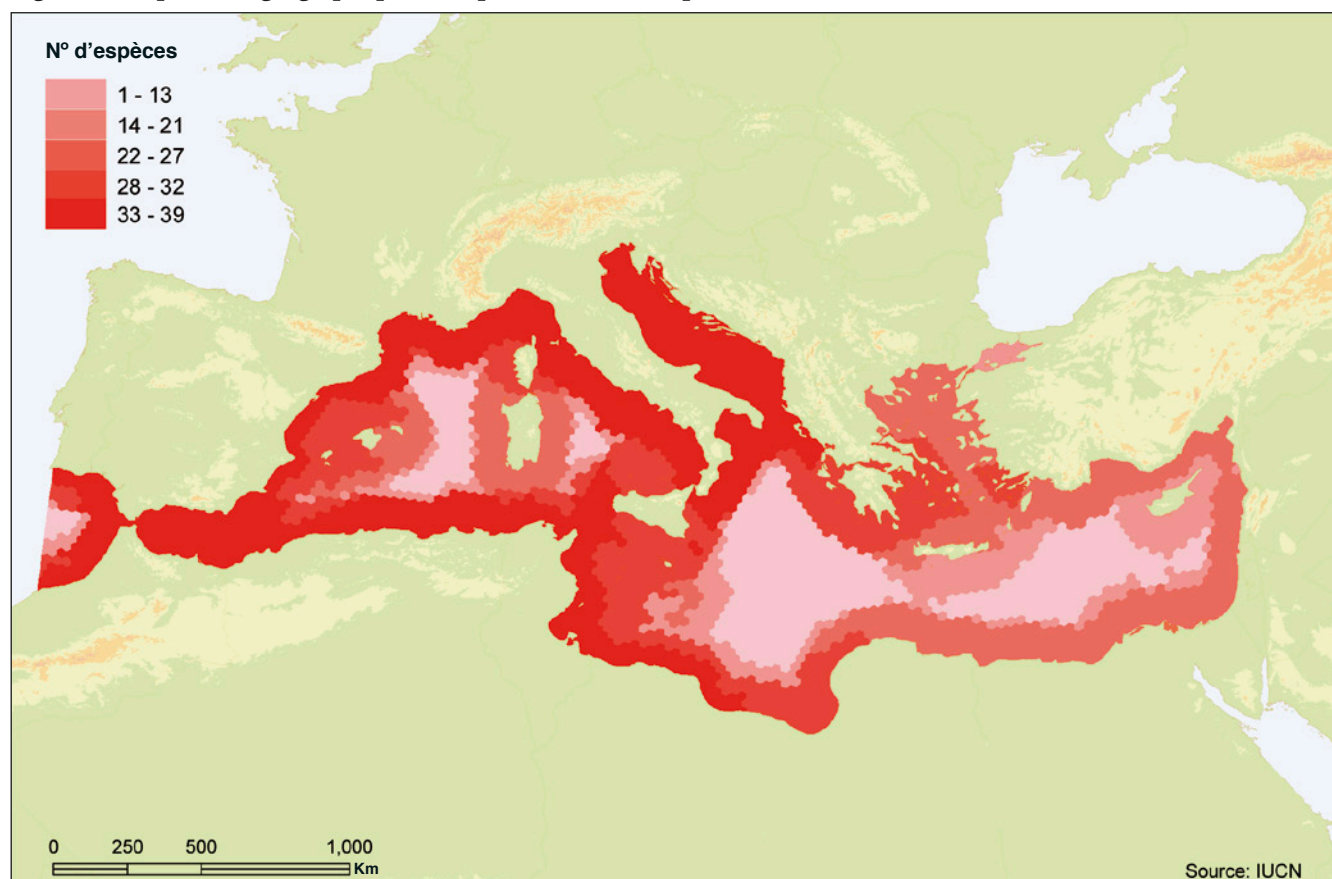 Nº d'espèces
1 - 13
14 - 21
22 - 27
28 - 32
33 - 39
0 250 500 1,000
Km
Source: IUCN